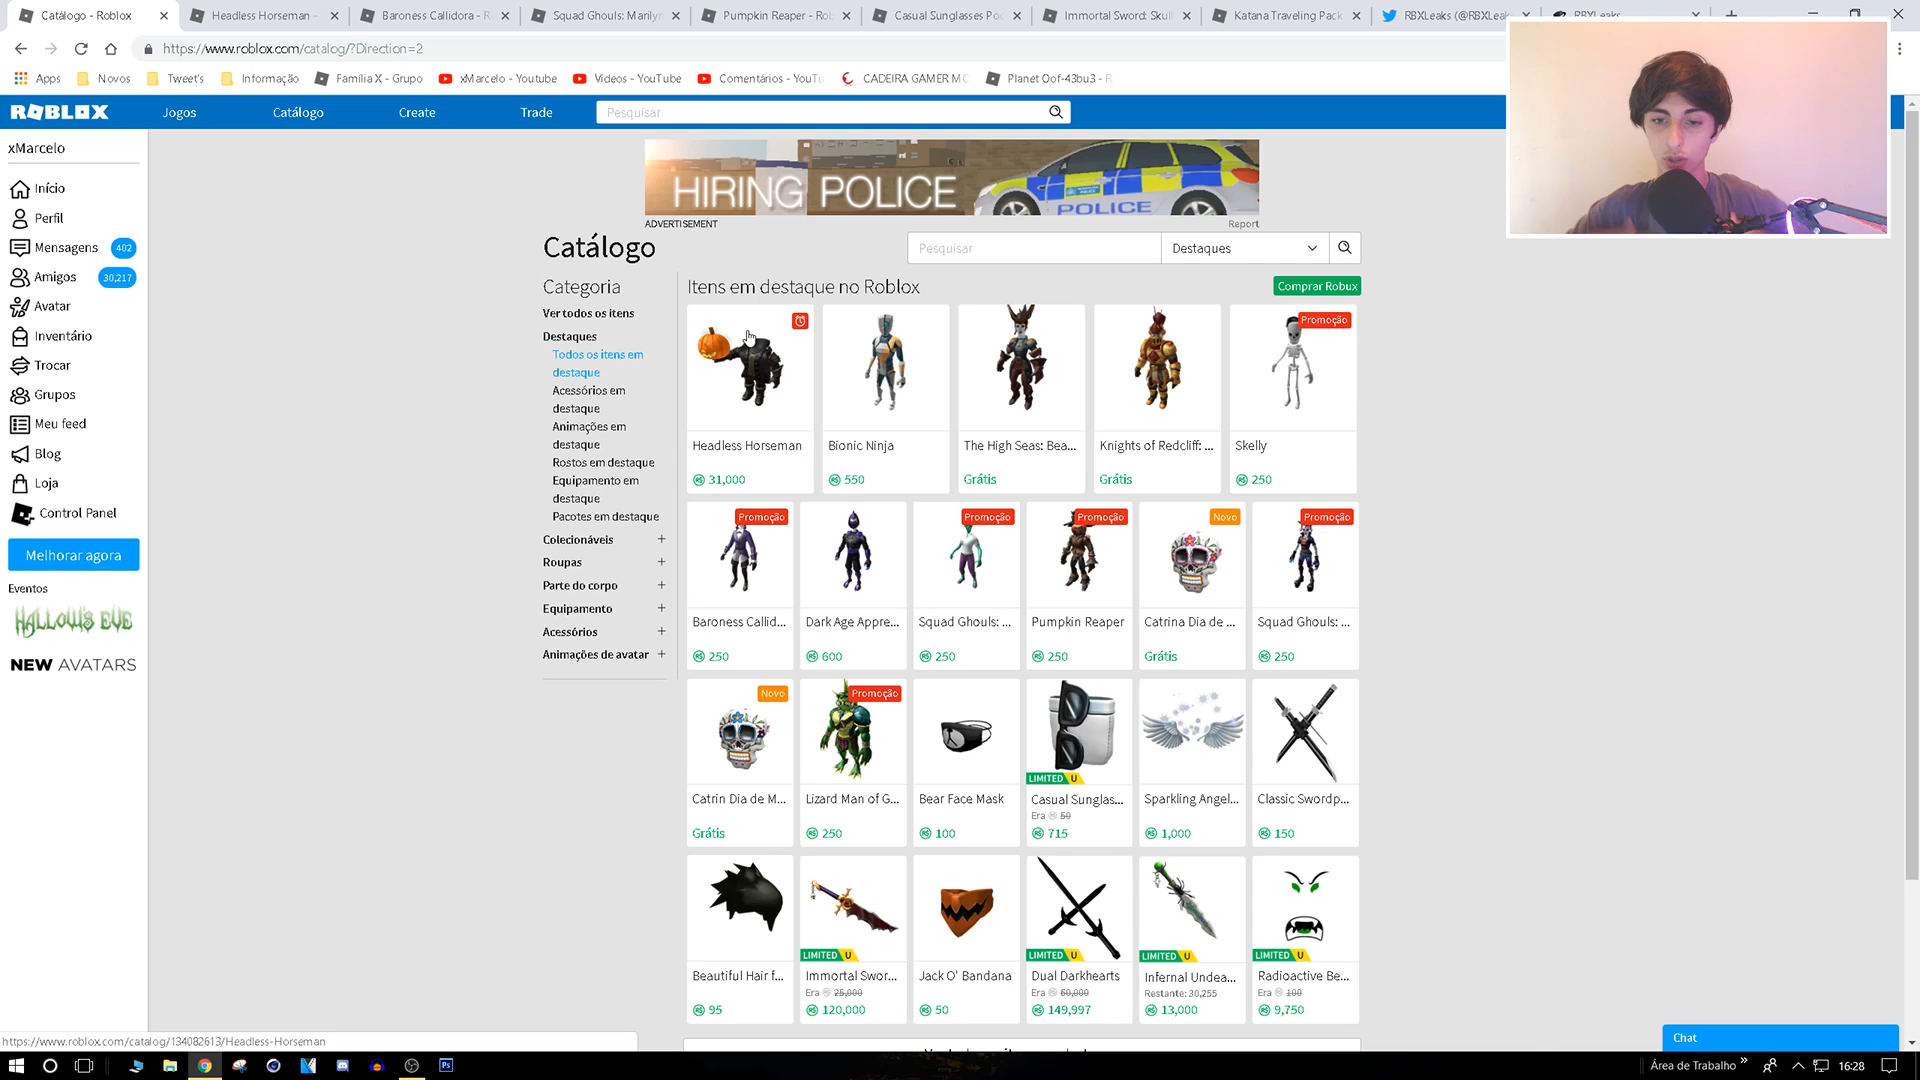 Catálogo - Roblox
Headless Horseman -
Baroness Callidora - R
Squad Ghouls: Marilyn
Pumpkin Reaper - Rob
Casual Sunglasses Poc
Immortal Sword: Skull
Katana Traveling Pack
RBXLeaks (@RBXLeak
RBXLeaks
https://www.roblox.com/catalog/?Direction=2
Apps
Novos
Tweet's
Informação
Família X - Grupo
xMarcelo - Youtube
Videos - YouTube
Comentários - YouTu
CADEIRA GAMER MC
Planet Oof-43bu3 - R
ROBLOX
Jogos
Catálogo
Create
Trade
Pesquisar
xMarcelo
Início
Perfil
Mensagens 402
Amigos 30,217
Avatar
Inventário
Trocar
Grupos
Meu feed
Blog
Loja
Control Panel
Melhorar agora
Eventos
HALLOW'S EVE
NEW AVATARS
HIRING POLICE
POLICE
ADVERTISEMENT
Report
Catálogo
Pesquisar
Destaques
Categoria
Ver todos os itens
Destaques
Todos os itens em
destaque
Acessórios em
destaque
Animações em
destaque
Rostos em destaque
Equipamento em
destaque
Pacotes em destaque
Colecionáveis +
Roupas +
Parte do corpo +
Equipamento +
Acessórios +
Animações de avatar +
Itens em destaque no Roblox
Comprar Robux
Headless Horseman
31,000
Bionic Ninja
550
The High Seas: Bea...
Grátis
Knights of Redcliff: ...
Grátis
Promoção
Skelly
250
Promoção
Baroness Callid...
250
Dark Age Appre...
600
Promoção
Squad Ghouls: ...
250
Promoção
Pumpkin Reaper
250
Novo
Catrina Dia de ...
Grátis
Promoção
Squad Ghouls: ...
250
Novo
Catrin Dia de M...
Grátis
Promoção
Lizard Man of G...
250
Bear Face Mask
100
LIMITED U
Casual Sunglas...
Era 50
715
Sparkling Angel...
1,000
Classic Swordp...
150
Beautiful Hair f...
95
LIMITED U
Immortal Swor...
Era 25,000
120,000
Jack O' Bandana
50
LIMITED U
Dual Darkhearts
Era 60,000
149,997
LIMITED U
Infernal Undea...
Restante: 30,255
13,000
LIMITED U
Radioactive Be...
Era 100
9,750
Chat
https://www.roblox.com/catalog/134082613/Headless-Horseman
Área de Trabalho
16:28